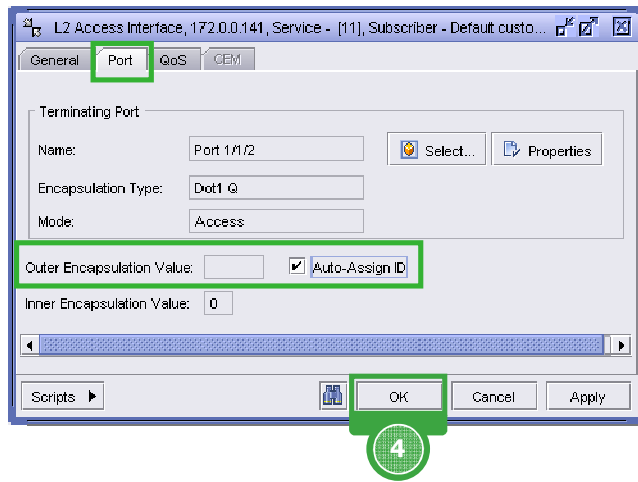 L2 Access Interface, 172.0.0.141, Service - [11], Subscriber - Default custo...
General Port QoS CEM
Terminating Port
Name: Port 1/1/2 Select... Properties
Encapsulation Type: Dot1 Q
Mode: Access
Outer Encapsulation Value: Auto-Assign ID
Inner Encapsulation Value: 0
Scripts OK Cancel Apply
4